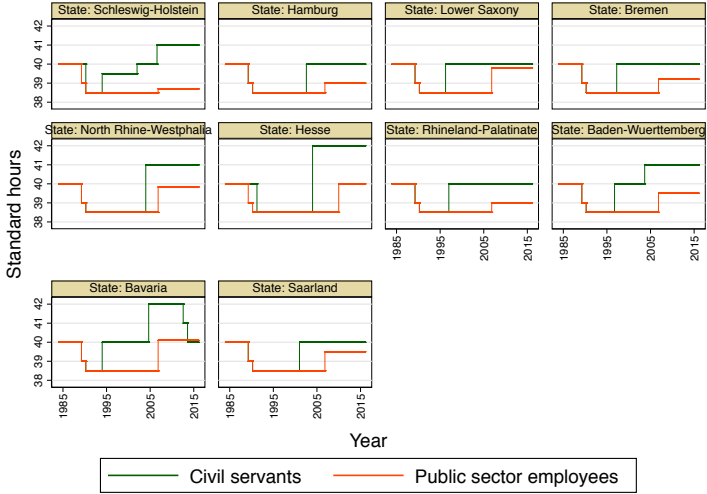 State: Schleswig-Holstein
State: Hamburg
State: Lower Saxony
State: Bremen
42
41
40
39
38
State: North Rhine-Westphalia
State: Hesse
State: Rhineland-Palatinate
State: Baden-Wuerttemberg
42
41
40
39
38
1985
1995
2005
2015
1985
1995
2005
2015
State: Bavaria
State: Saarland
42
41
40
39
38
1985
1995
2005
2015
1985
1995
2005
2015
Standard hours
Year
Civil servants
Public sector employees